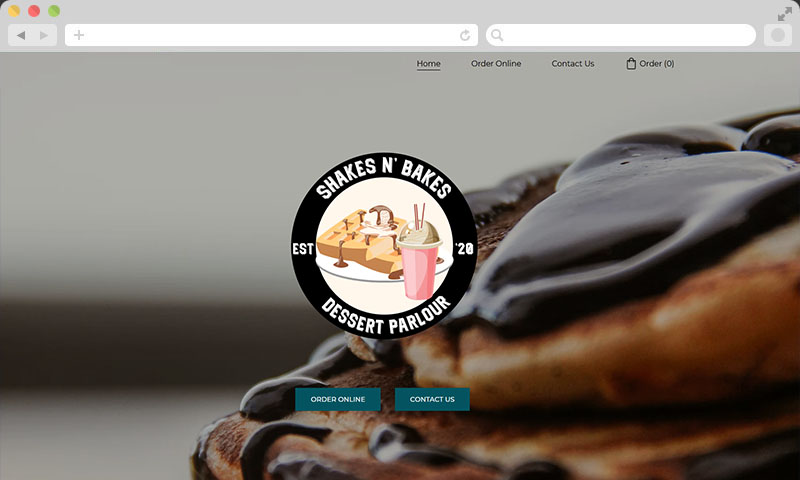 Home Order Online Contact Us Order (0)
SHAKES N' BAKES
EST '20
DESSERT PARLOUR
ORDER ONLINE CONTACT US